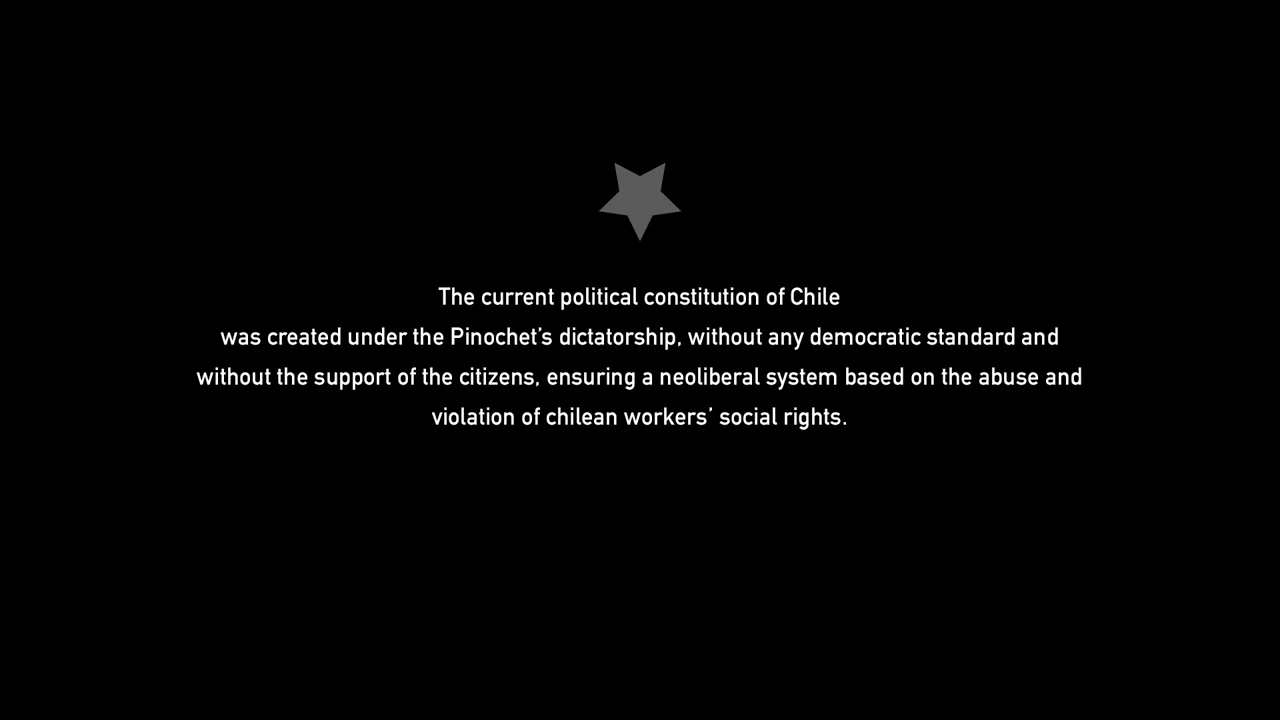 The current political constitution of Chile
was created under the Pinochet’s dictatorship, without any democratic standard and
without the support of the citizens, ensuring a neoliberal system based on the abuse and
violation of chilean workers’ social rights.